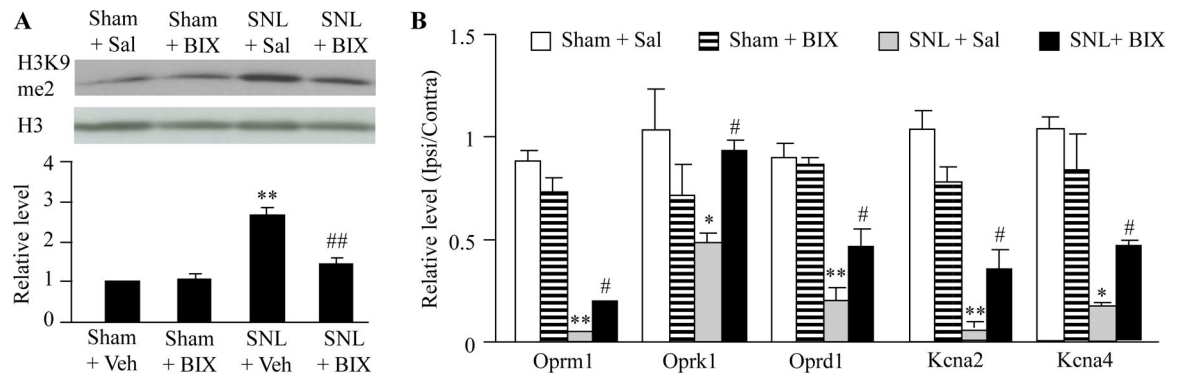 A
Sham SNL Sham SNL
+ Sal + BIX + Sal + BIX
H3K9
me2
H3
Relative level
4
3
2
1
0
**
##
Sham Sham SNL SNL
+ Veh + BIX + Veh + BIX
B
Sham + Sal Sham + BIX SNL + Sal SNL+ BIX
Relative level (Ipsi/Contra)
1.5
1
0.5
0
** # * # ** # ** # * #
Oprm1 Oprk1 Oprd1 Kcna2 Kcna4